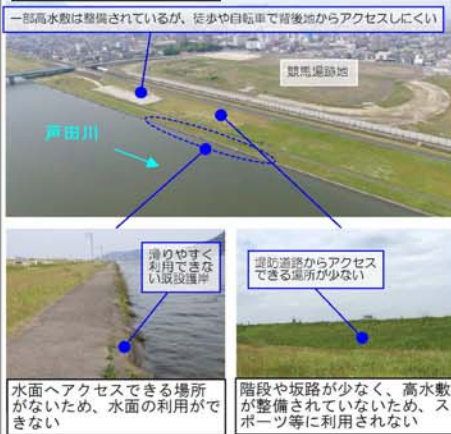 一部高水敷は整備されているが、徒歩や自転車で背後地からアクセスしにくい
競馬場跡地
戸田川
滑りやすく
利用できな
い既設護岸
堤防道路からアクセス
できる場所が少ない
水面へアクセスできる場所
がないため、水面の利用がで
きない
階段や坂路が少なく、高水敷
が整備されていないため、ス
ポーツ等に利用されない